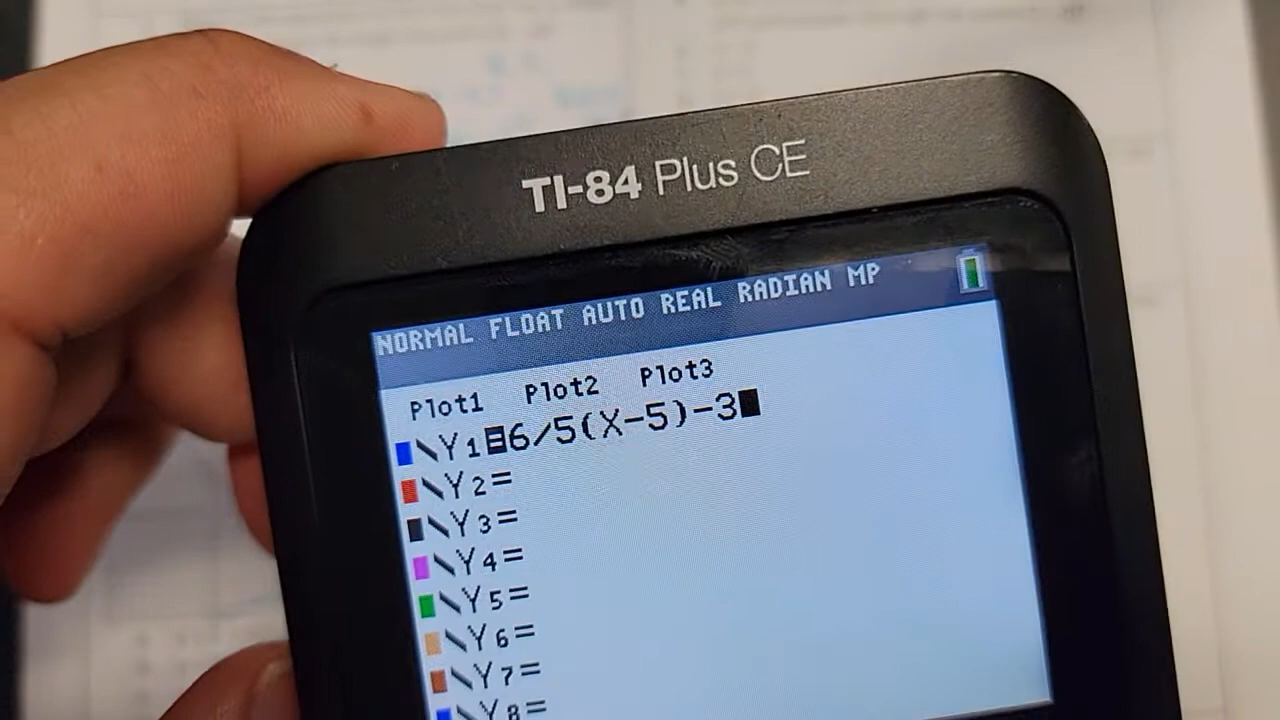 TI-84 Plus CE
NORMAL FLOAT AUTO REAL RADIAN MP
Plot1 Plot2 Plot3
\Y1=6/5(X-5)-3
\Y2=
\Y3=
\Y4=
\Y5=
\Y6=
\Y7=
\Y8=